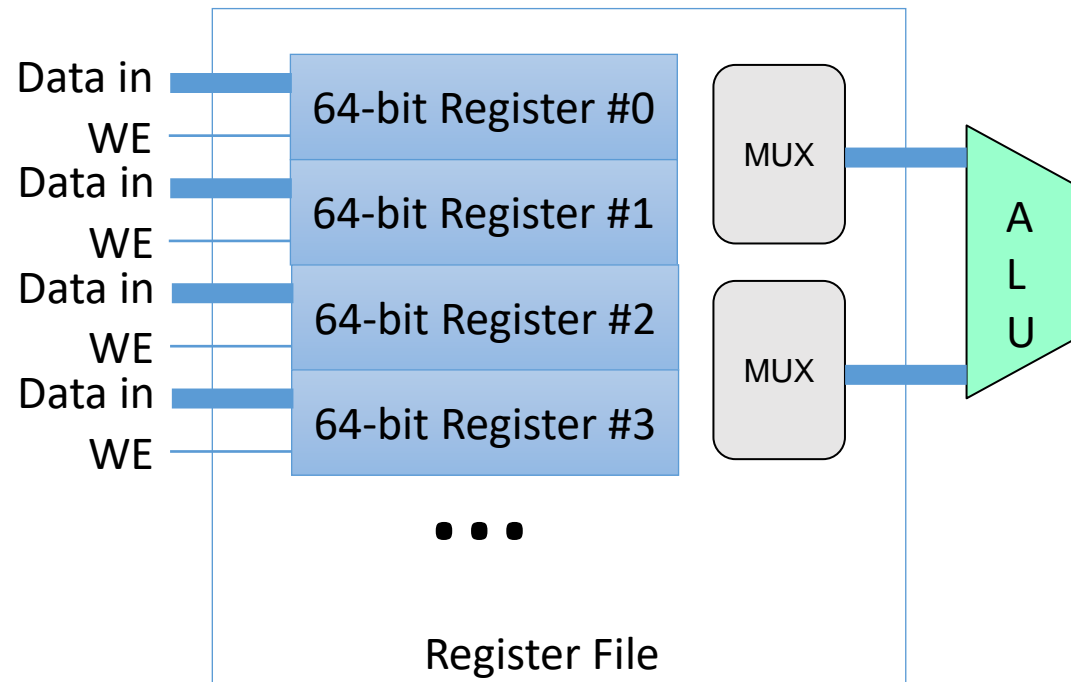 Data in
64-bit Register #0
WE
MUX
Data in
64-bit Register #1
WE
Data in
64-bit Register #2
WE
MUX
Data in
64-bit Register #3
WE
A
L
U
...
Register File